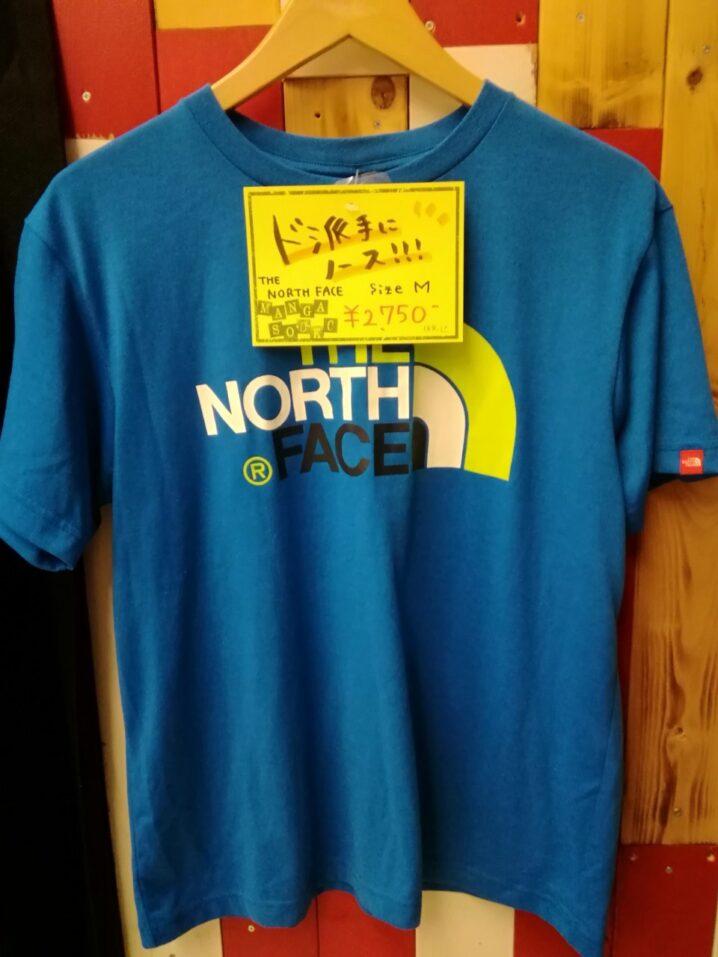 ド派手に
ノース!!!
THE
NORTH FACE Size M
MANGA
SOUKO
¥2,750-
THE
NORTH
FACE
®